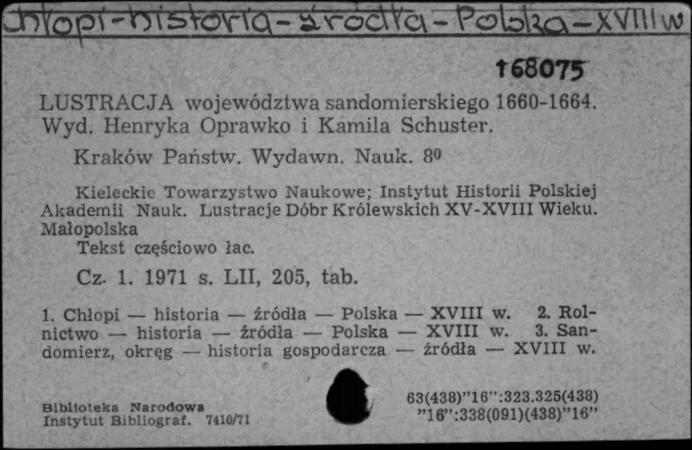 Chłopi-historia-źródła-Polska-XVIII w
168075
LUSTRACJA województwa sandomierskiego 1660-1664.
Wyd. Henryka Oprawko i Kamila Schuster.
Kraków Państw. Wydawn. Nauk. 8⁰
Kieleckie Towarzystwo Naukowe; Instytut Historii Polskiej
Akademii Nauk. Lustracje Dóbr Królewskich XV-XVIII Wieku.
Małopolska
Tekst częściowo łac.
Cz. 1. 1971 s. LII, 205, tab.
1. Chłopi — historia — źródła — Polska — XVIII w. 2. Rol-
nictwo — historia — źródła — Polska — XVIII w. 3. San-
domierz, okręg — historia gospodarcza — źródła — XVIII w.
63(438)”16”:323.325(438)
”16”:338(091)(438)”16”
Biblioteka Narodowa
Instytut Bibliograf. 7410/71